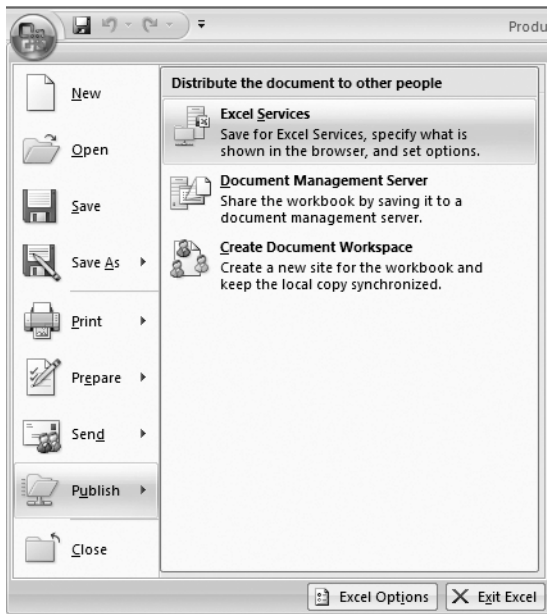 Produ
New
Open
Save
Save As
Print
Prepare
Send
Publish
Close
Distribute the document to other people
Excel Services
Save for Excel Services, specify what is
shown in the browser, and set options.
Document Management Server
Share the workbook by saving it to a
document management server.
Create Document Workspace
Create a new site for the workbook and
keep the local copy synchronized.
Excel Options
Exit Excel